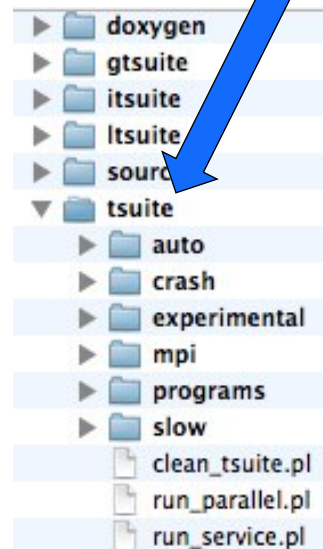 doxygen
gtsuite
itsuite
ltsuite
sourc
tsuite
auto
crash
experimental
mpi
programs
slow
clean_tsuite.pl
run_parallel.pl
run_service.pl